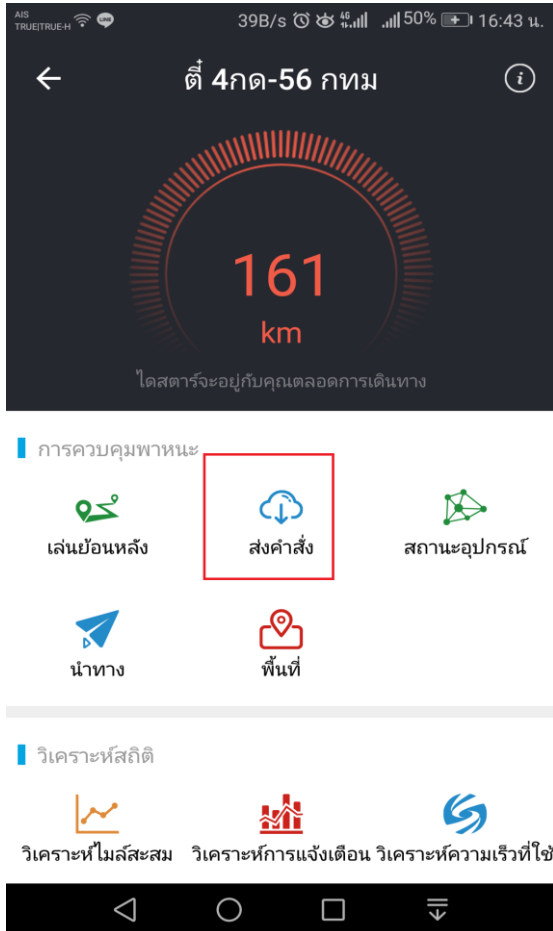 AIS
TRUE|TRUE-H
LINE
39B/s 4G 50% 16:43 น.
ตี๋ 4กด-56 กทม
i
161
km
ไดสตาร์จะอยู่กับคุณตลอดการเดินทาง
การควบคุมพาหนะ
เล่นย้อนหลัง ส่งคำสั่ง สถานะอุปกรณ์
นำทาง พื้นที่
วิเคราะห์สถิติ
วิเคราะห์ไมล์สะสม วิเคราะห์การแจ้งเตือน วิเคราะห์ความเร็วที่ใช้